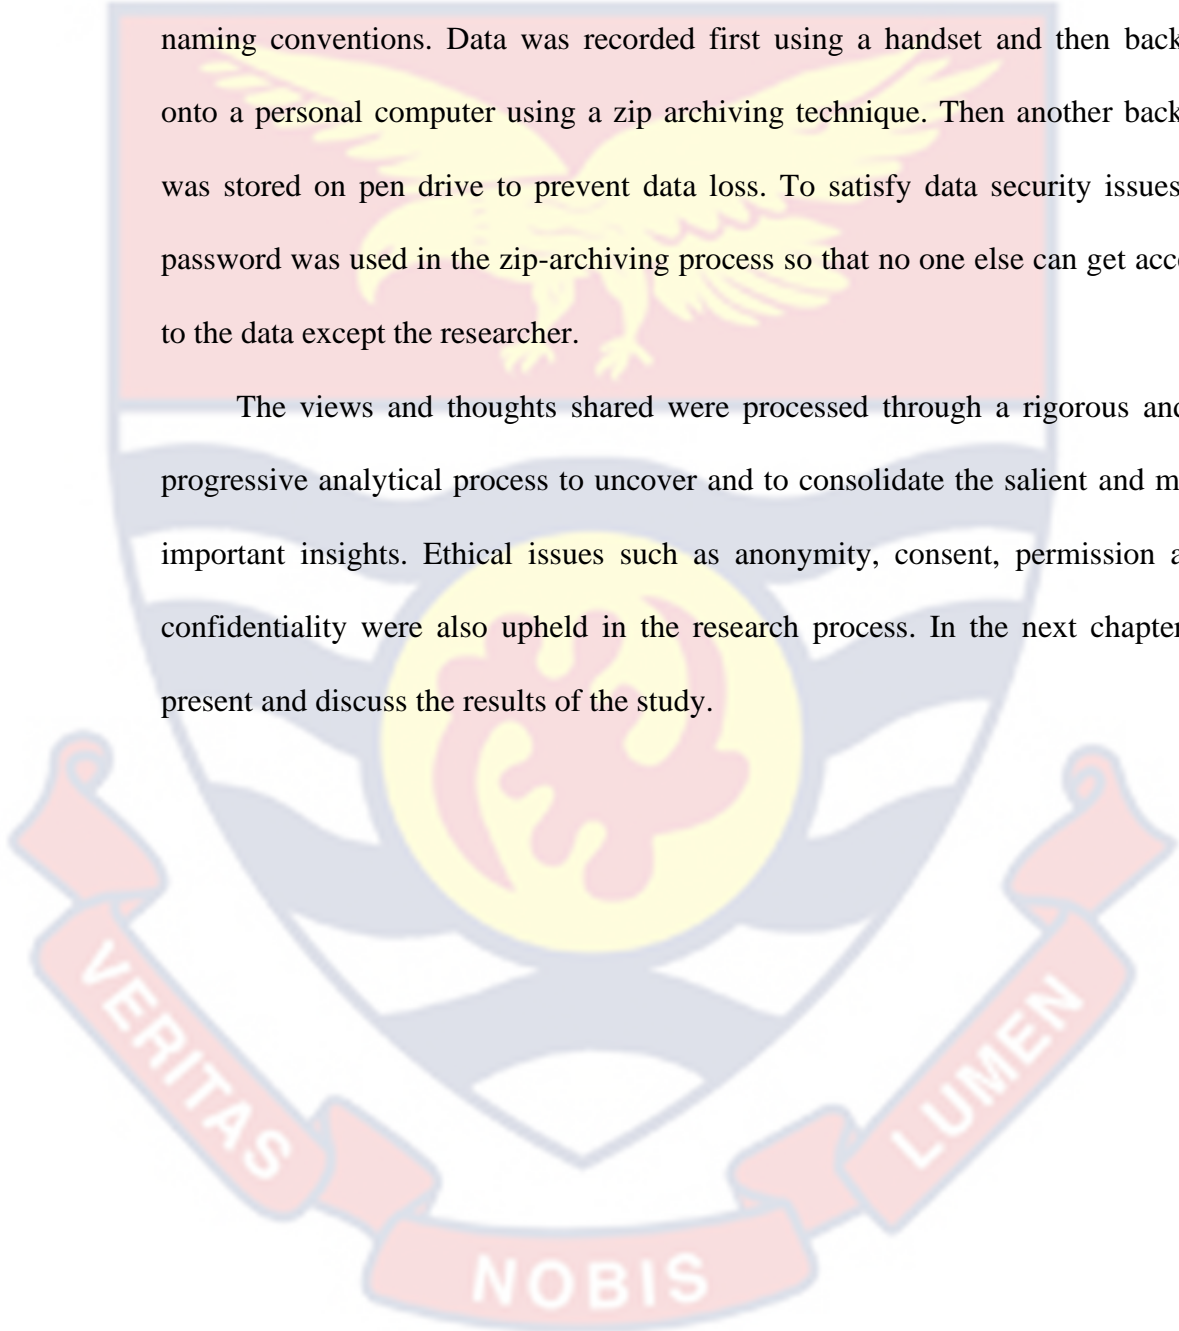 naming conventions. Data was recorded first using a handset and then back
onto a personal computer using a zip archiving technique. Then another back
was stored on pen drive to prevent data loss. To satisfy data security issues
password was used in the zip-archiving process so that no one else can get acc
to the data except the researcher.
The views and thoughts shared were processed through a rigorous and
progressive analytical process to uncover and to consolidate the salient and m
important insights. Ethical issues such as anonymity, consent, permission a
confidentiality were also upheld in the research process. In the next chapter
present and discuss the results of the study.
VERITAS
NOBIS
LUMEN